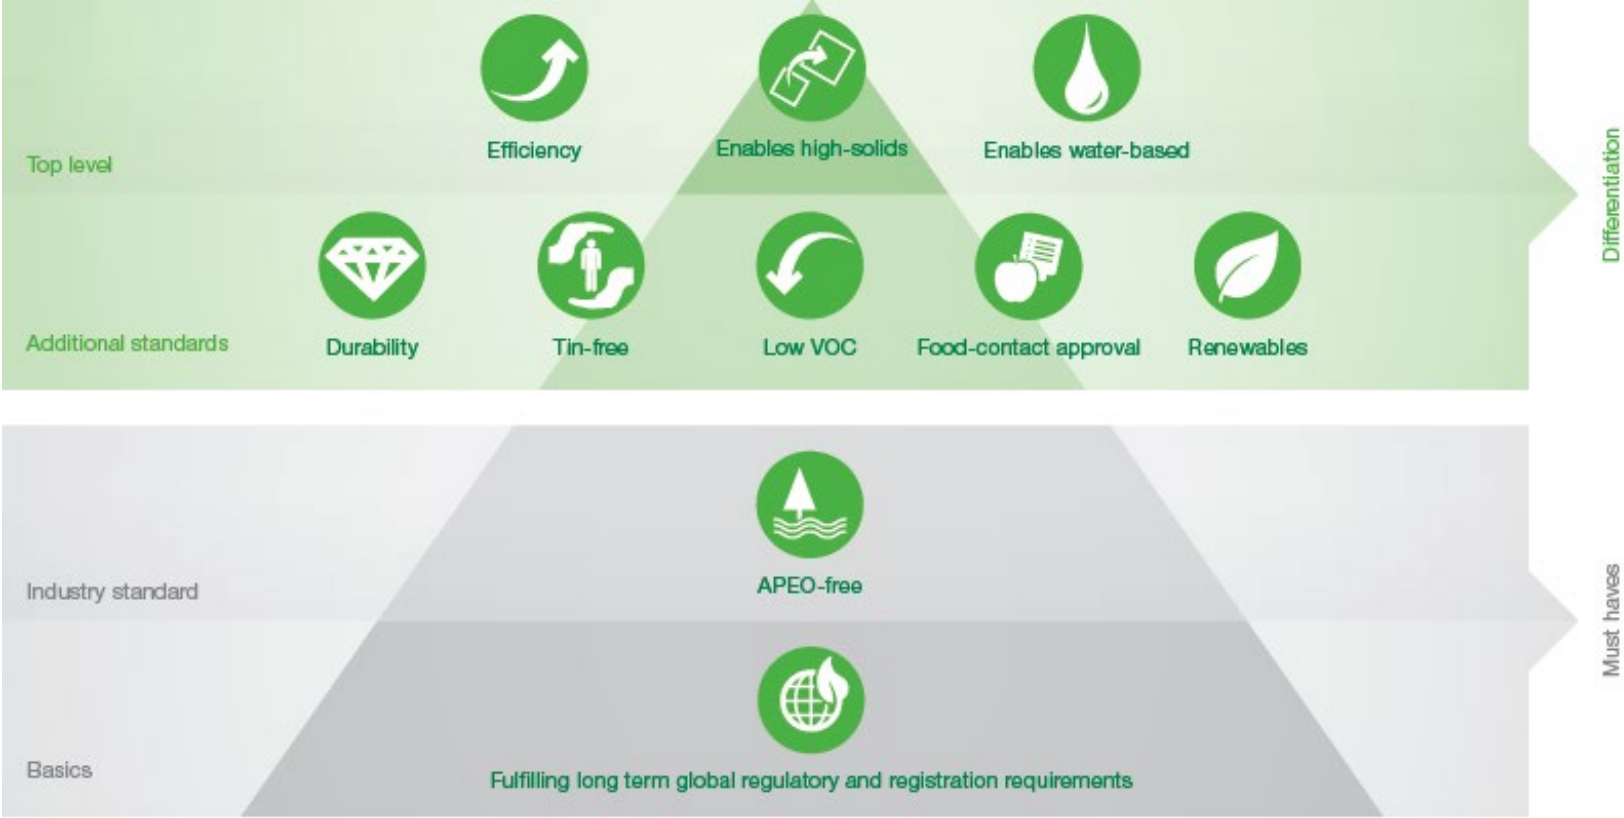 Efficiency
Enables high-solids
Enables water-based
Top level
Differentiation
Additional standards
Durability
Tin-free
Low VOC
Food-contact approval
Renewables
APEO-free
Industry standard
Must haves
Basics
Fulfilling long term global regulatory and registration requirements